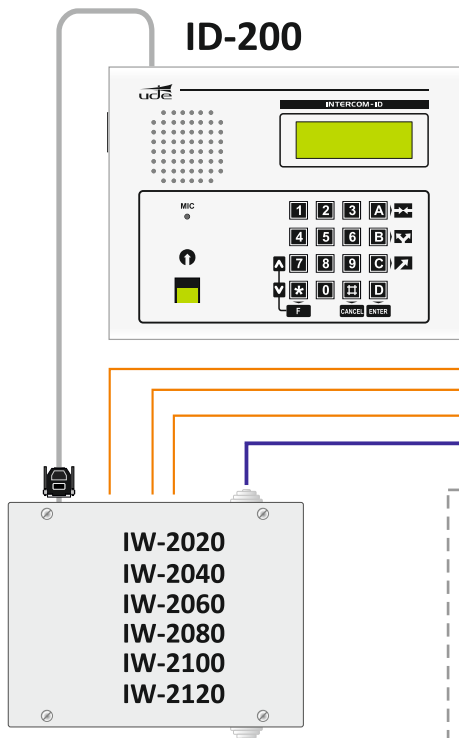 ID-200
ude
INTERCOM-ID
MIC
1 2 3 A
4 5 6 B
7 8 9 C
* 0 # D
F CANCEL ENTER
IW-2020
IW-2040
IW-2060
IW-2080
IW-2100
IW-2120